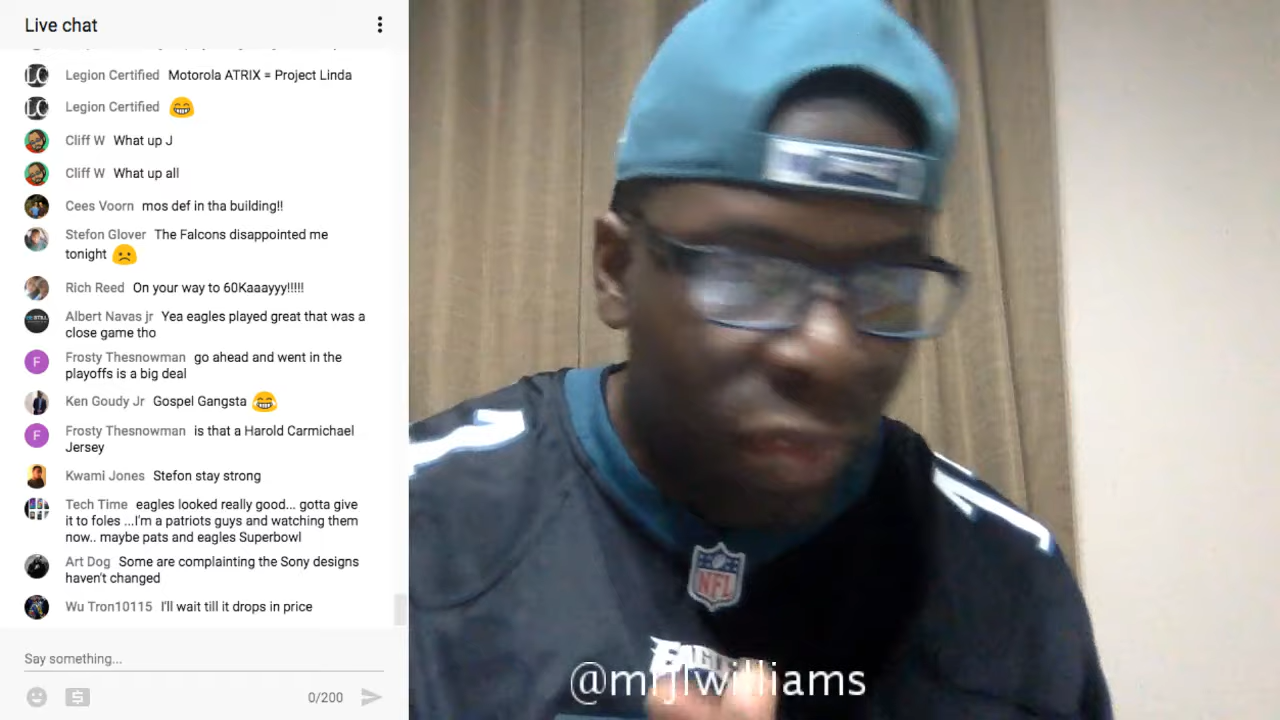 Live chat
Legion Certified Motorola ATRIX = Project Linda
Legion Certified 😂
Cliff W What up J
Cliff W What up all
Cees Voorn mos def in tha building!!
Stefon Glover The Falcons disappointed me
tonight ☹️
Rich Reed On your way to 60Kaaayyy!!!!!
Albert Navas jr Yea eagles played great that was a
close game tho
Frosty Thesnowman go ahead and went in the
playoffs is a big deal
Ken Goudy Jr Gospel Gangsta 😂
Frosty Thesnowman is that a Harold Carmichael
Jersey
Kwami Jones Stefon stay strong
Tech Time eagles looked really good... gotta give
it to foles ...I'm a patriots guys and watching them
now.. maybe pats and eagles Superbowl
Art Dog Some are complainting the Sony designs
haven't changed
Wu Tron10115 I'll wait till it drops in price
Say something...
0/200
NFL
EAGLES
@mrjlwilliams